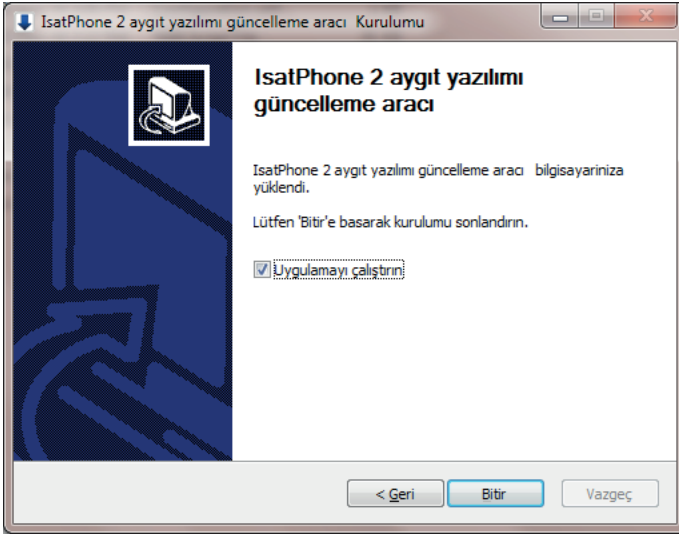 IsatPhone 2 aygıt yazılımı güncelleme aracı  Kurulumu
IsatPhone 2 aygıt yazılımı
güncelleme aracı
IsatPhone 2 aygıt yazılımı güncelleme aracı   bilgisayariniza
yüklendi.
Lütfen 'Bitir'e basarak kurulumu sonlandırın.
Uygulamayı çalıştırın
< Geri
Bitir
Vazgeç